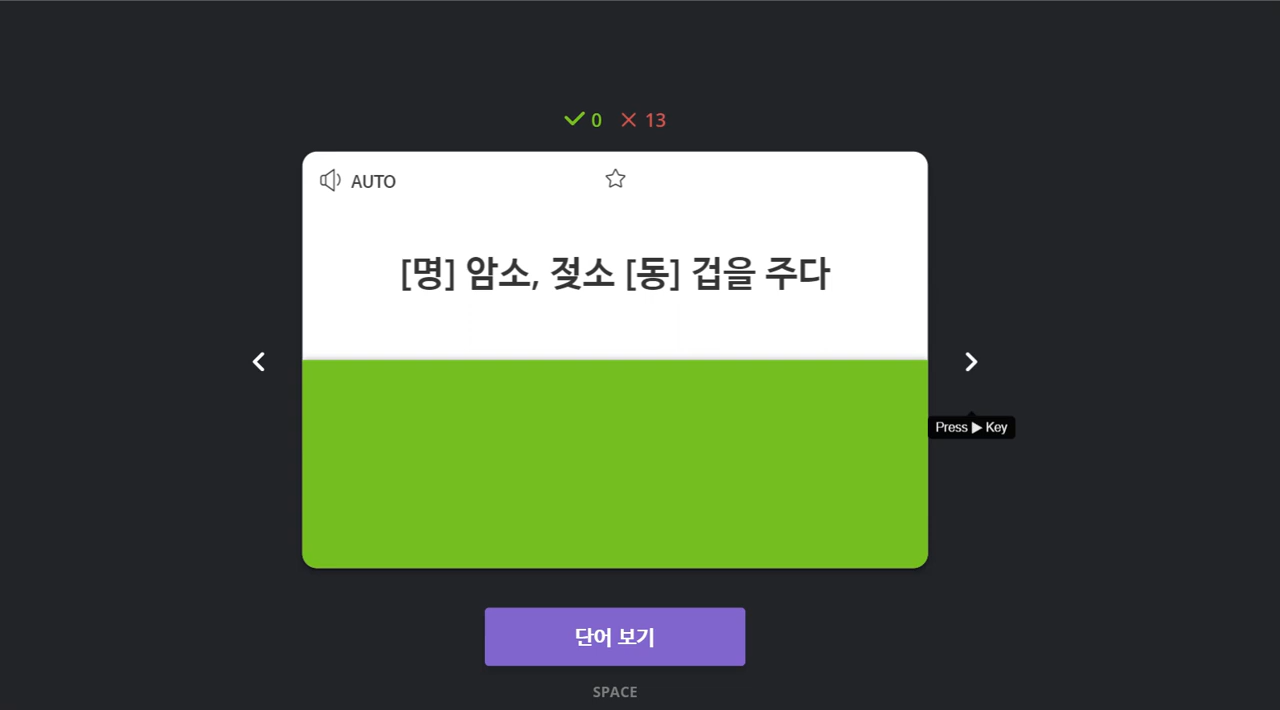 0 13
AUTO
[명] 암소, 젖소 [동] 겁을 주다
Press ▶ Key
단어 보기
SPACE